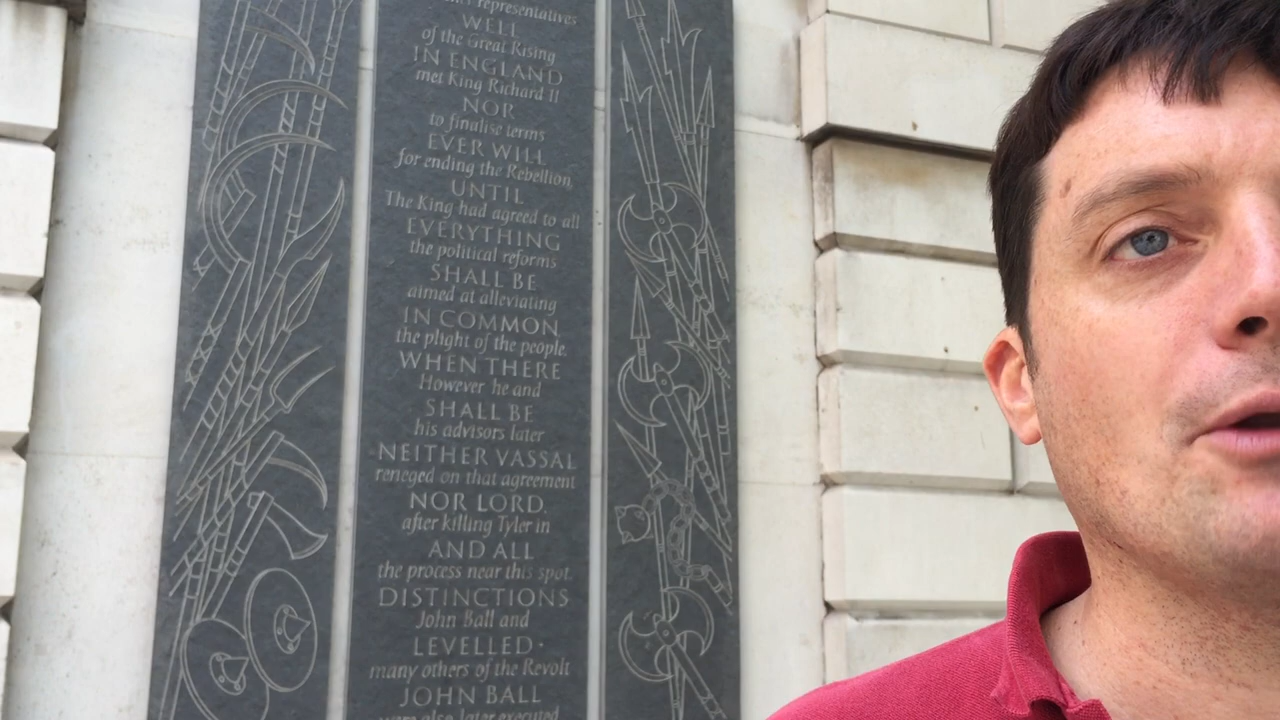 representatives
WELL
of the Great Rising
IN ENGLAND
met King Richard II
NOR
to finalise terms
EVER WILL
for ending the Rebellion,
UNTIL
The King had agreed to all
EVERYTHING
the political reforms
SHALL BE
aimed at alleviating
IN COMMON
the plight of the people.
WHEN THERE
However he and
SHALL BE
his advisors later
NEITHER VASSAL
reneged on that agreement
NOR LORD,
after killing Tyler in
AND ALL
the process near this spot.
DISTINCTIONS
John Ball and
LEVELLED·
many others of the Revolt
JOHN BALL
were also later executed